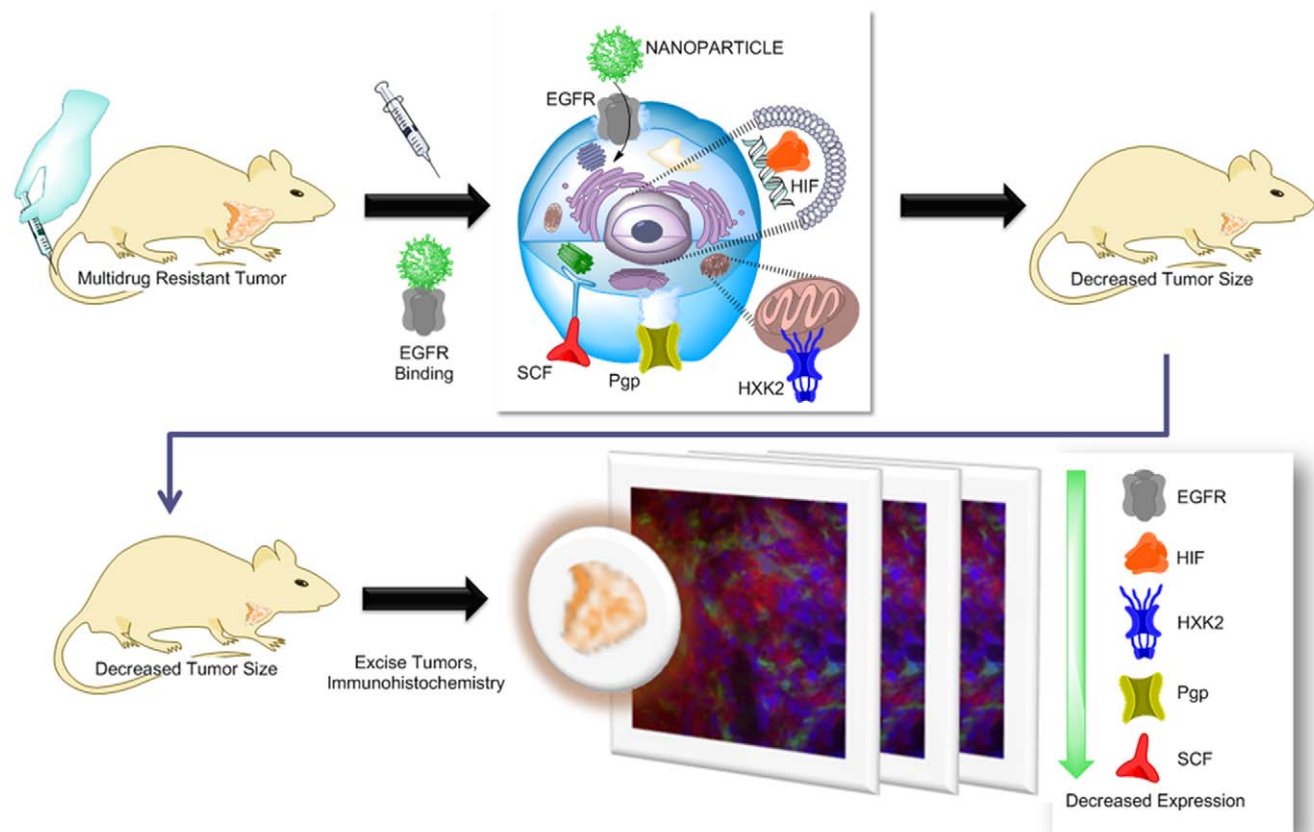 NANOPARTICLE
EGFR
HIF
Multidrug Resistant Tumor
Decreased Tumor Size
EGFR
Binding
SCF
Pgp
HXK2
EGFR
HIF
HXK2
Pgp
SCF
Decreased Expression
Decreased Tumor Size
Excise Tumors,
Immunohistochemistry